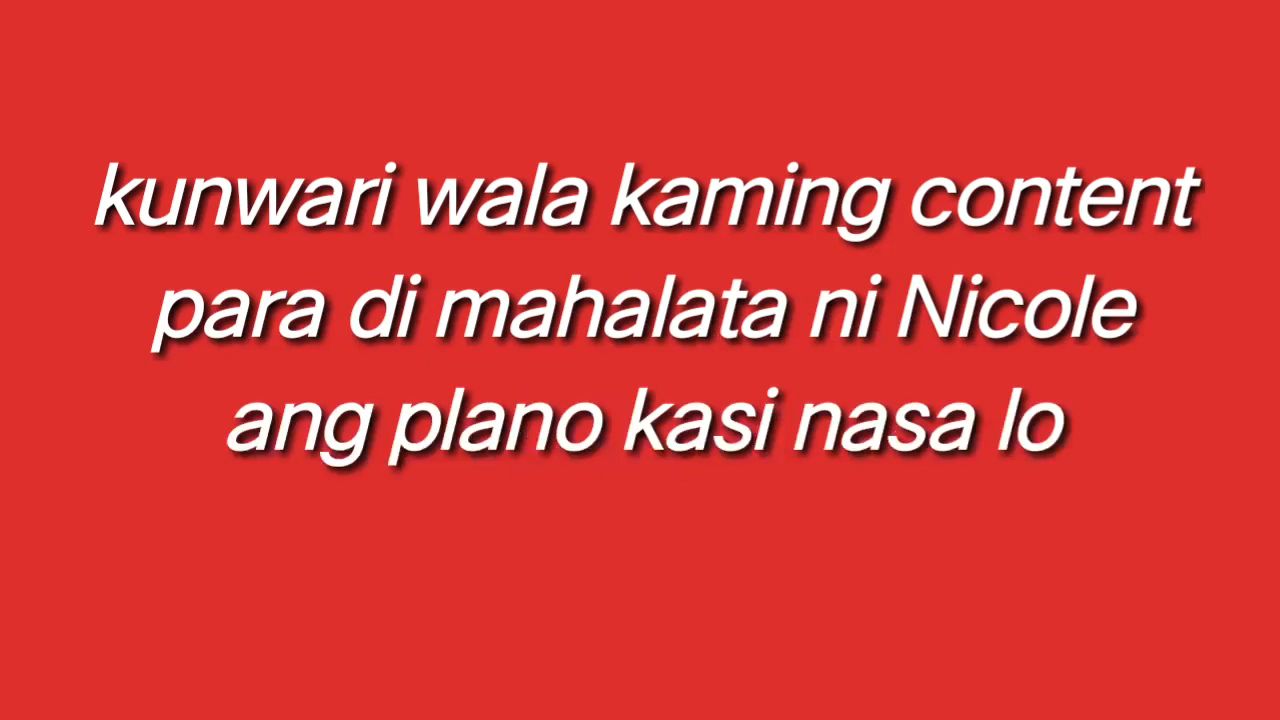 kunwari wala kaming content
para di mahalata ni Nicole
ang plano kasi nasa lo